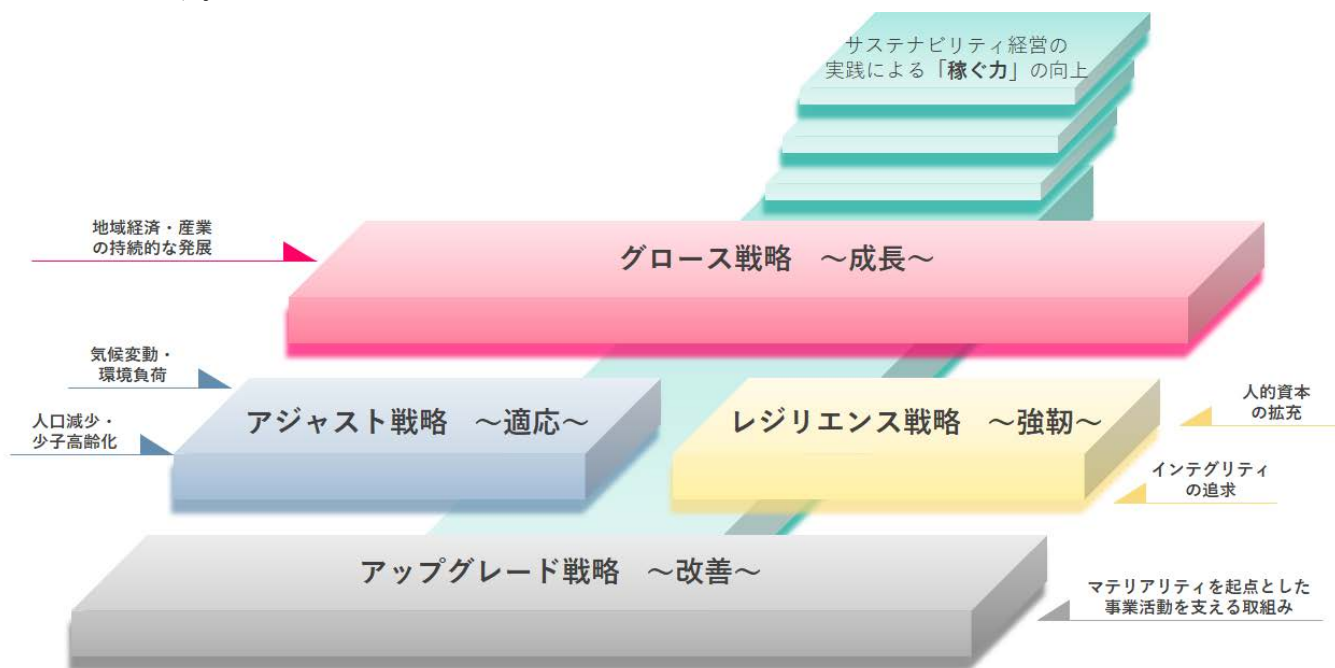 サステナビリティ経営の
実践による「稼ぐ力」の向上
地域経済・産業
の持続的な発展
グロース戦略　～成長～
気候変動・
環境負荷
人口減少・
少子高齢化
アジャスト戦略　～適応～
レジリエンス戦略　～強靭～
人的資本
の拡充
インテグリティ
の追求
アップグレード戦略　～改善～
マテリアリティを起点とした
事業活動を支える取組み